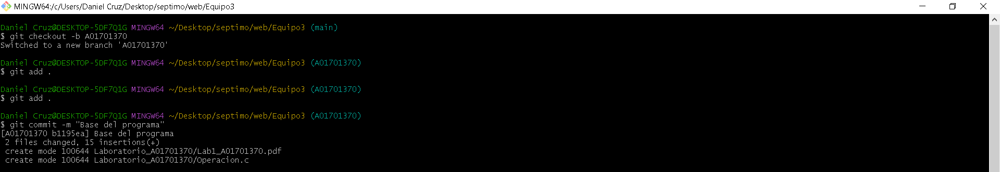 MINGW64:/c/Users/Daniel Cruz/Desktop/septimo/web/Equipo3
Daniel Cruz@DESKTOP-5DF7Q1G MINGW64 ~/Desktop/septimo/web/Equipo3 (main)
$ git checkout -b A01701370
Switched to a new branch 'A01701370'
Daniel Cruz@DESKTOP-5DF7Q1G MINGW64 ~/Desktop/septimo/web/Equipo3 (A01701370)
$ git add .
Daniel Cruz@DESKTOP-5DF7Q1G MINGW64 ~/Desktop/septimo/web/Equipo3 (A01701370)
$ git add .
Daniel Cruz@DESKTOP-5DF7Q1G MINGW64 ~/Desktop/septimo/web/Equipo3 (A01701370)
$ git commit -m "Base del programa"
[A01701370 b1195ea] Base del programa
 2 files changed, 15 insertions(+)
 create mode 100644 Laboratorio_A01701370/Lab1_A01701370.pdf
 create mode 100644 Laboratorio_A01701370/Operacion.c